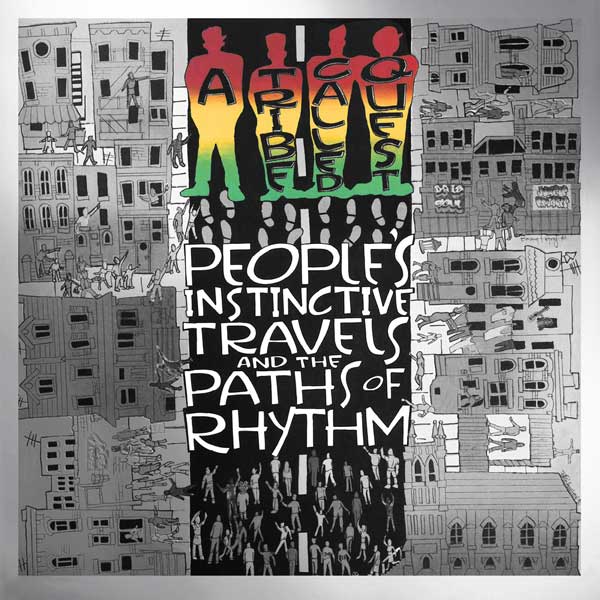 A
TRIBE
CALLED
QUEST
PEOPLE'S
INSTINCTIVE
TRAVELS
AND THE
PATHS OF
RHYTHM